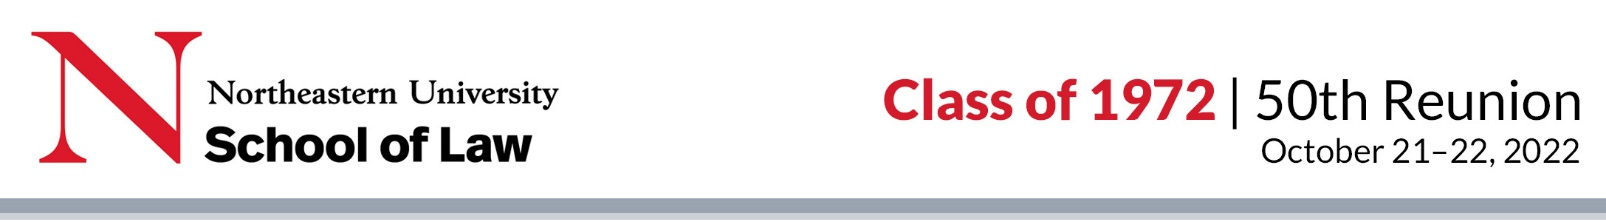 N
Northeastern University
School of Law
Class of 1972 | 50th Reunion
October 21–22, 2022